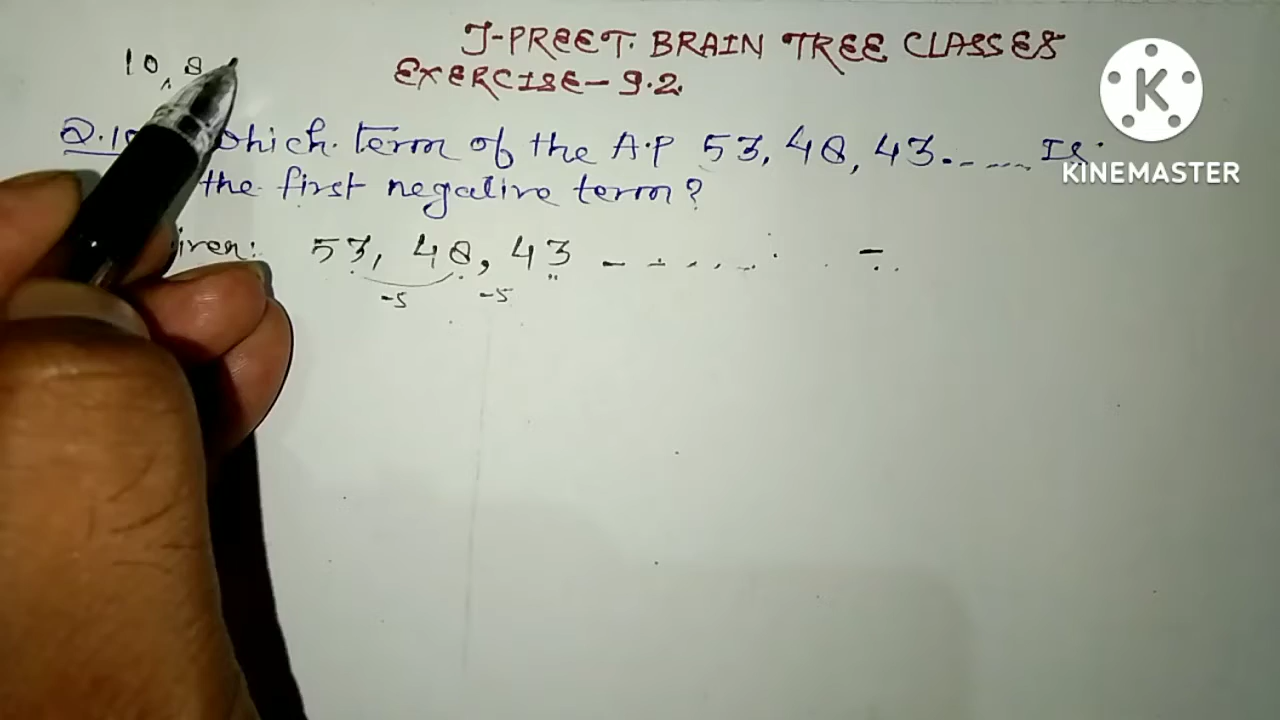 J-PREET. BRAIN TREE CLASSES
10, 8
EXERCISE-9.2.
K
Which term of the A.P 53, 48, 43 . - - --- Is.
KINEMASTER
the first negative term?
53, 48, 43 - - - - - - - -
-5 -5